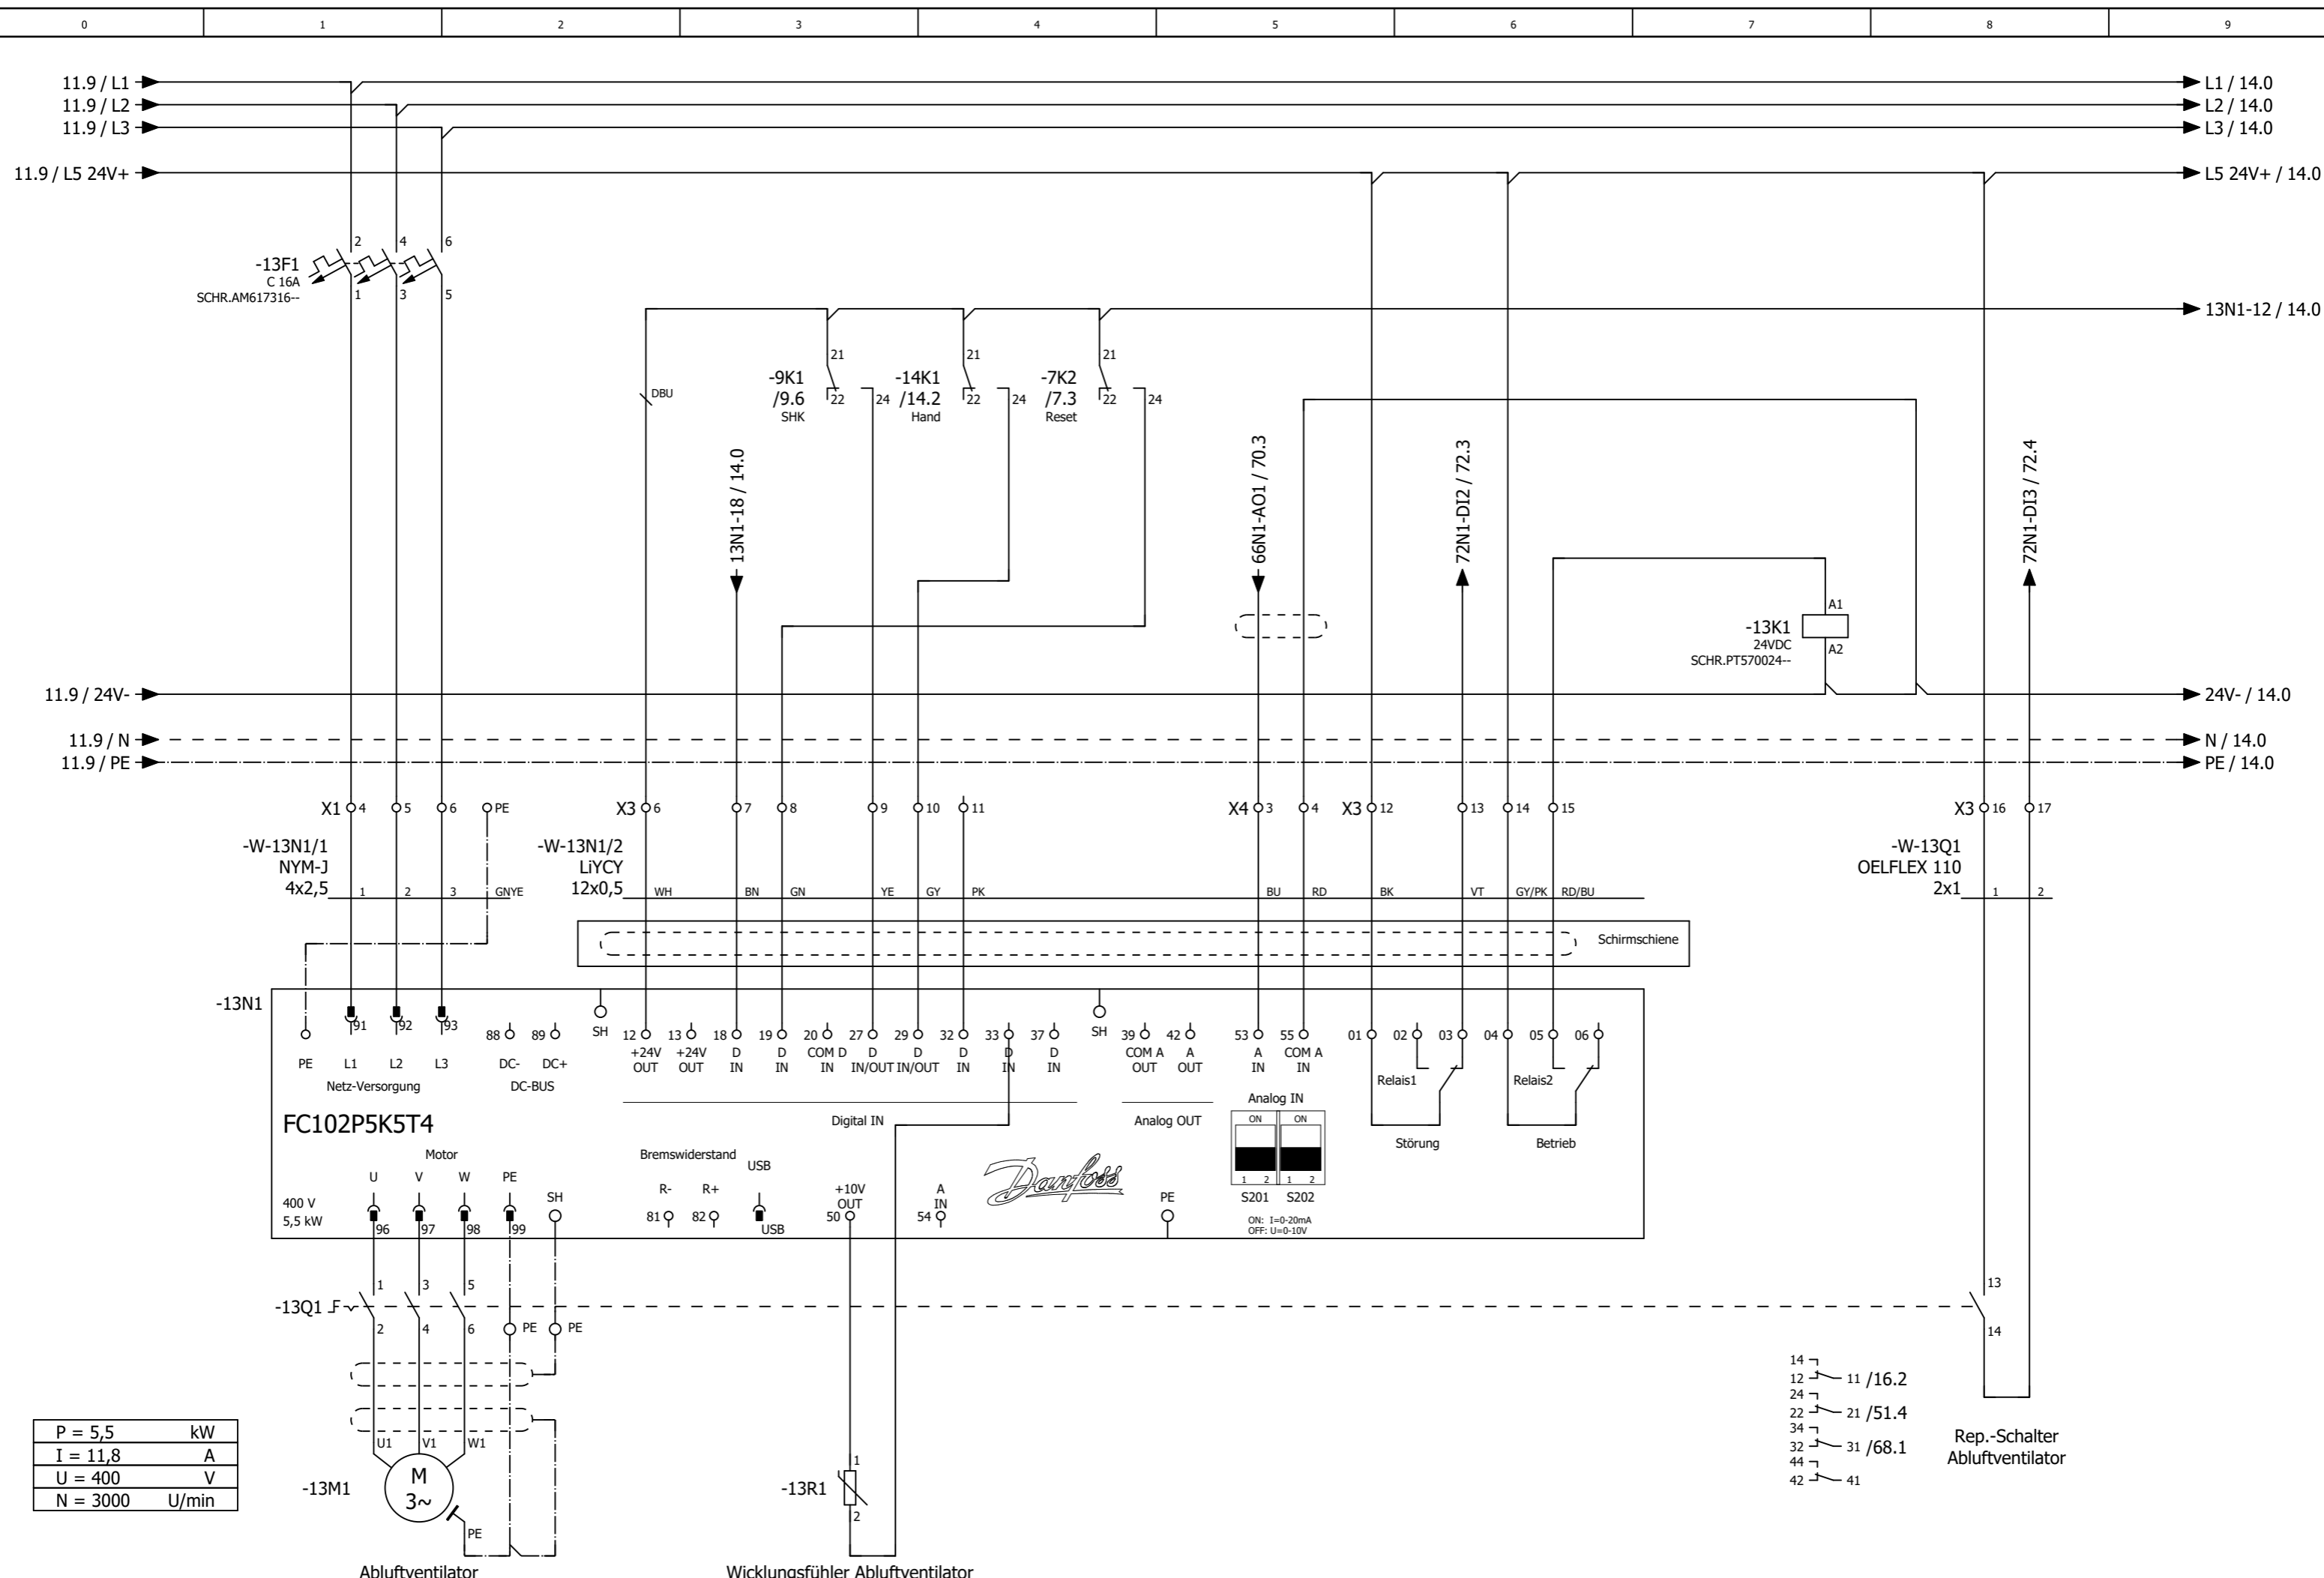 0 1 2 3 4 5 6 7 8 9
11.9 / L1 L1 / 14.0
11.9 / L2 L2 / 14.0
11.9 / L3 L3 / 14.0
11.9 / L5 24V+ L5 24V+ / 14.0
2 4 6
-13F1
C 16A
SCHR.AM617316--
1 3 5
13N1-12 / 14.0
21 21 21
-9K1 -14K1 -7K2
/9.6 22 24 /14.2 22 24 /7.3 22 24
SHK Hand Reset
DBU
13N1-18 / 14.0
66N1-AO1 / 70.3
72N1-DI2 / 72.3
72N1-DI3 / 72.4
A1
-13K1
24VDC
A2
SCHR.PT570024--
11.9 / 24V- 24V- / 14.0
11.9 / N N / 14.0
11.9 / PE PE / 14.0
X1 4 5 6 PE X3 6 7 8 9 10 11 X4 3 4 X3 12 13 14 15 X3 16 17
-W-13N1/1
NYM-J
4x2,5 1 2 3 GNYE
-W-13N1/2
LiYCY
12x0,5 WH BN GN YE GY PK BU RD BK VT GY/PK RD/BU
-W-13Q1
OELFLEX 110
2x1 1 2
Schirmschiene
-13N1
91 92 93 88 89 SH 12 13 18 19 20 27 29 32 33 37 SH 39 42 53 55 01 02 03 04 05 06
PE L1 L2 L3 DC- DC+
+24V +24V D D COM D D D D D D COM A A A COM A
OUT OUT IN IN IN IN/OUT IN/OUT IN IN IN OUT OUT IN IN
Netz-Versorgung DC-BUS Relais1 Relais2
Analog IN
FC102P5K5T4 Digital IN Analog OUT ON ON
Störung Betrieb
Motor Bremswiderstand USB Danfoss
1 2 1 2
U V W PE SH R- R+ +10V OUT A IN PE S201 S202
400 V
5,5 kW
96 97 98 99 81 82 USB 50 54
ON: I=0-20mA
OFF: U=0-10V
1 3 5 13
-13Q1
2 4 6 PE PE 14
14
12 11 /16.2
24
22 21 /51.4
34
32 31 /68.1
44
42 41
Rep.-Schalter
Abluftventilator
P = 5,5 kW
I = 11,8 A
U = 400 V
N = 3000 U/min
U1 V1 W1
-13M1 M
3~
PE
1
-13R1
2
Abluftventilator Wicklungsfühler Abluftventilator